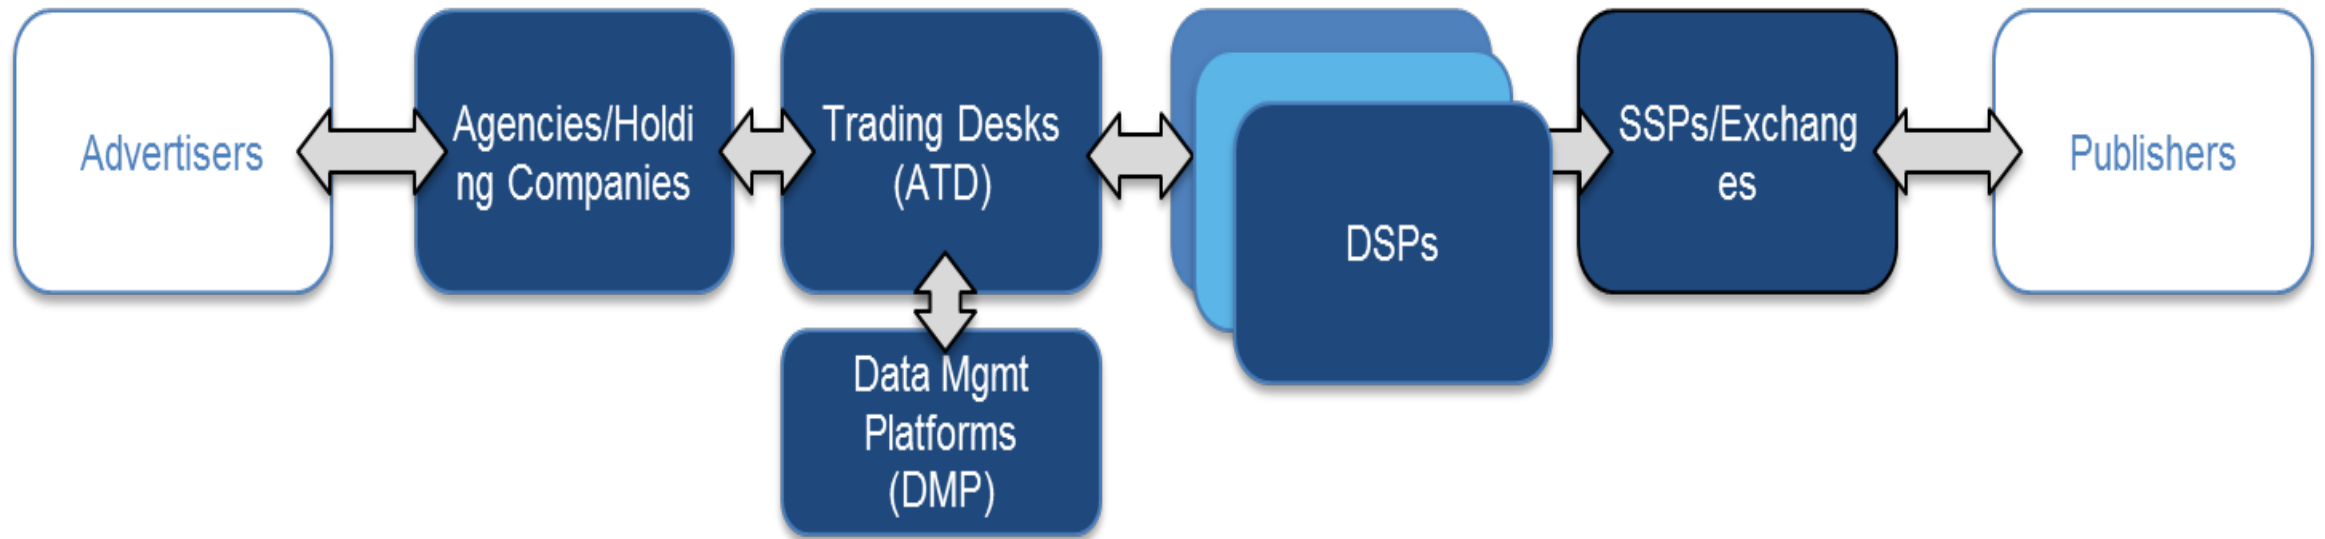 Advertisers
Agencies/Holdi
ng Companies
Trading Desks
(ATD)
Data Mgmt
Platforms
(DMP)
DSPs
SSPs/Exchang
es
Publishers